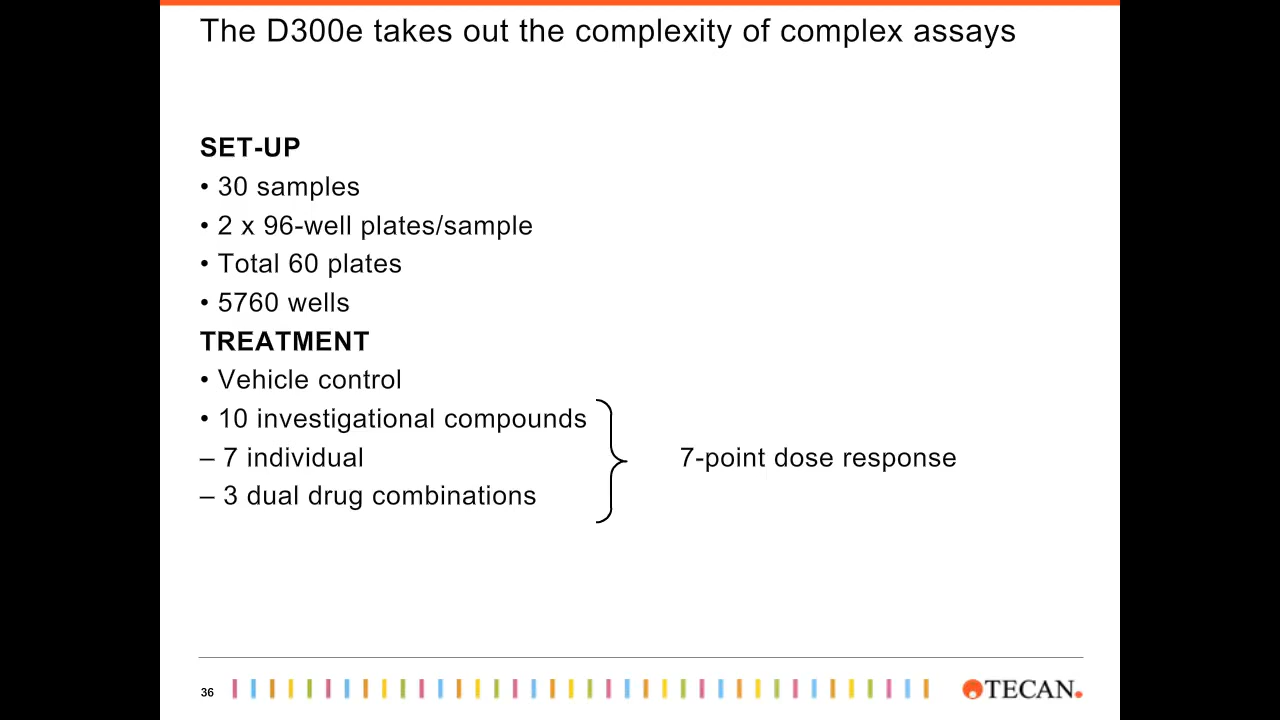 The D300e takes out the complexity of complex assays
SET-UP
• 30 samples
• 2 x 96-well plates/sample
• Total 60 plates
• 5760 wells
TREATMENT
• Vehicle control
• 10 investigational compounds
– 7 individual
7-point dose response
– 3 dual drug combinations
36
TECAN.